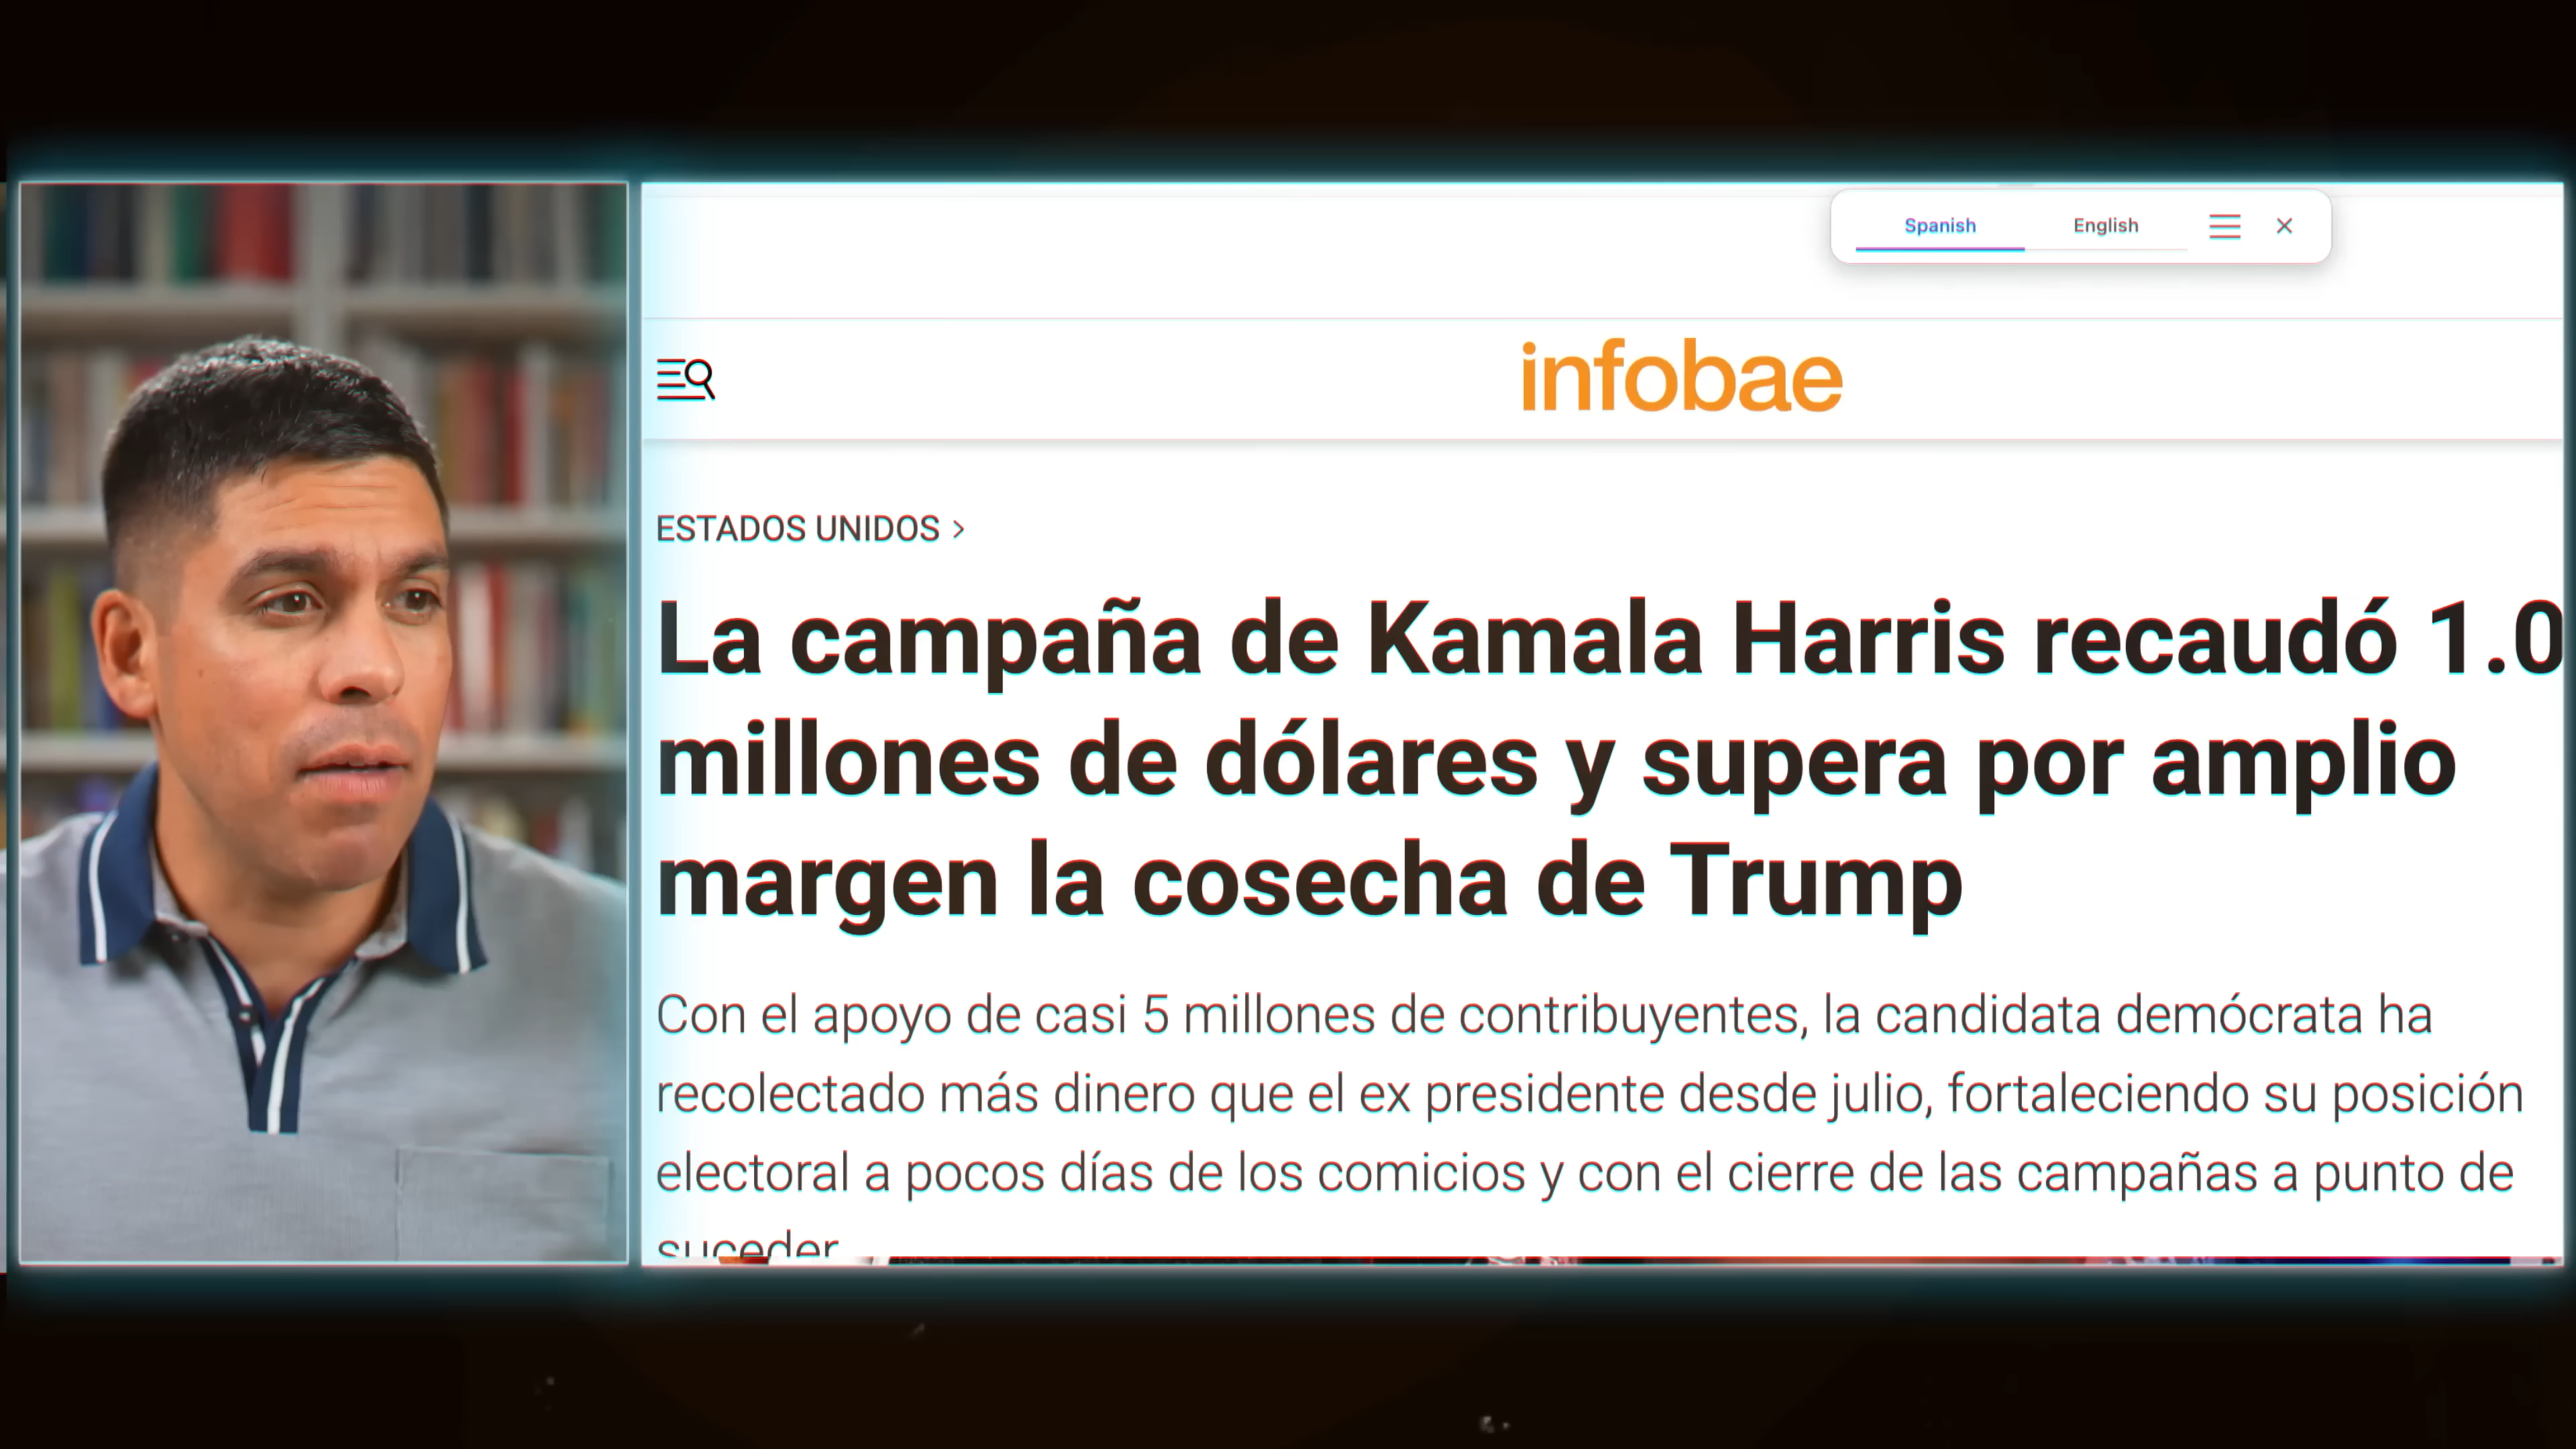 Spanish English
infobae
ESTADOS UNIDOS >
La campaña de Kamala Harris recaudó 1.0
millones de dólares y supera por amplio
margen la cosecha de Trump
Con el apoyo de casi 5 millones de contribuyentes, la candidata demócrata ha
recolectado más dinero que el ex presidente desde julio, fortaleciendo su posición
electoral a pocos días de los comicios y con el cierre de las campañas a punto de
suceder